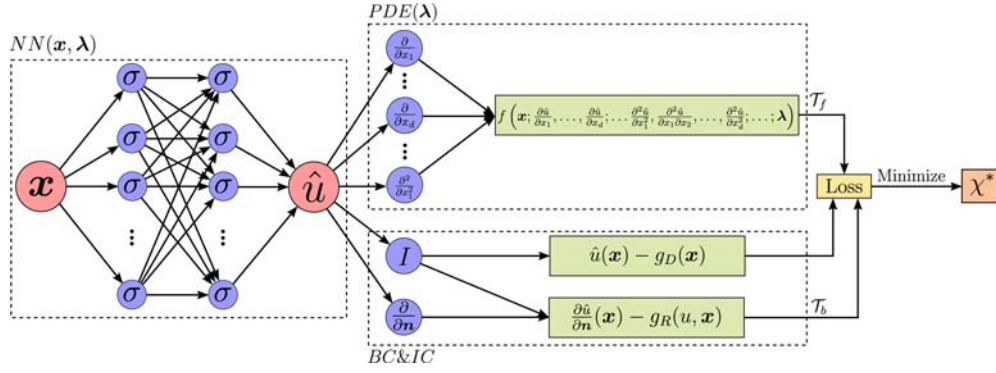 PDE(λ)
NN(x, λ)
σ σ
∂/∂x₁
...
σ σ
∂/∂x_d
f ( x; ∂û/∂x₁, ..., ∂û/∂x_d; ... ∂²û/∂x₁², ∂²û/∂x₁∂x₂, ..., ∂²û/∂x_d²; ...; λ )
𝒯_f
...
x
σ σ
û
∂²/∂x₁²
Loss
Minimize
χ*
⋮ ⋮
I
û(x) − g_D(x)
σ σ
∂/∂n
∂û/∂n(x) − g_R(u, x)
𝒯_b
BC&IC